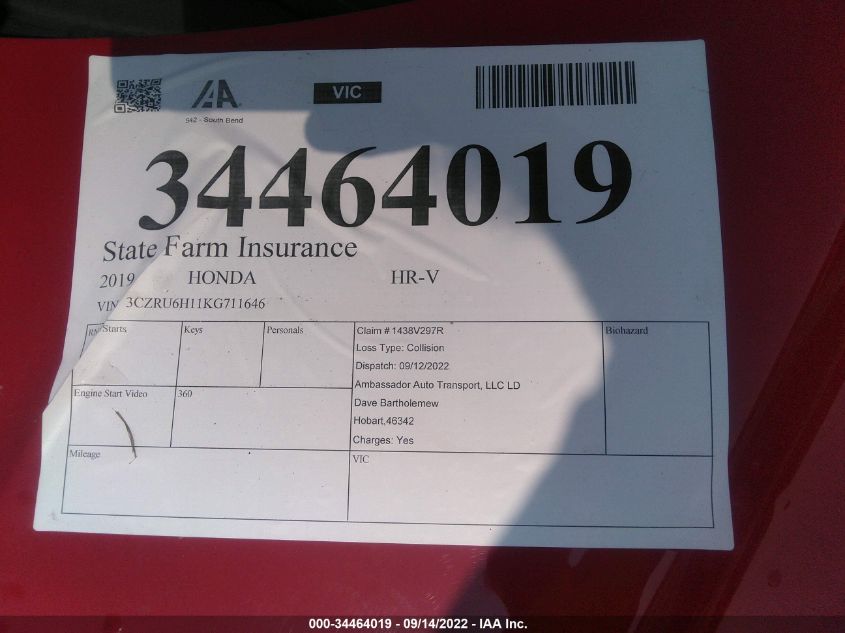 IAA
VIC
542 - South Bend
34464019
State Farm Insurance
2019 HONDA HR-V
VIN 3CZRU6H11KG711646
Starts Keys Personals Claim # 1438V297R Biohazard
Loss Type: Collision
Dispatch: 09/12/2022
Ambassador Auto Transport, LLC LD
Engine Start Video 360
Dave Bartholemew
Hobart,46342
Charges: Yes
Mileage VIC
000-34464019 - 09/14/2022 - IAA Inc.